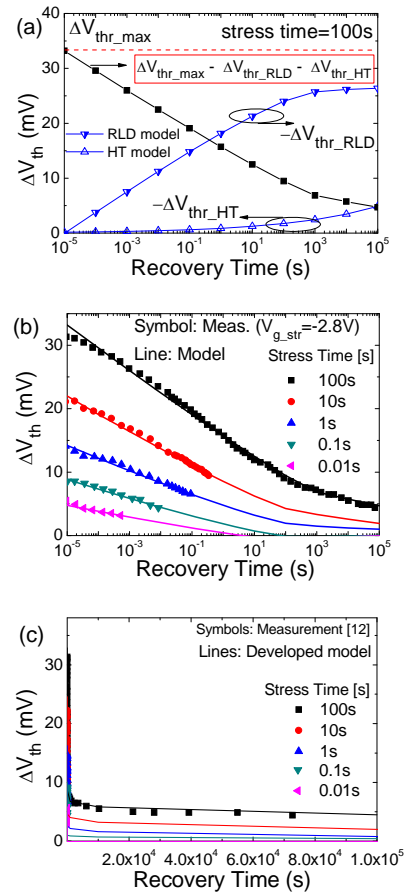 (a)
ΔV_thr_max
stress time=100s
ΔV_thr_max - ΔV_thr_RLD - ΔV_thr_HT
RLD model
HT model
−ΔV_thr_RLD
−ΔV_thr_HT
ΔV_th (mV)
40
35
30
25
20
15
10
5
0
10^-5 10^-3 10^-1 10^1 10^3 10^5
Recovery Time (s)
(b)
Symbol: Meas. (V_g_str=-2.8V)
Line: Model
Stress Time [s]
100s
10s
1s
0.1s
0.01s
ΔV_th (mV)
30
20
10
0
10^-5 10^-3 10^-1 10^1 10^3 10^5
Recovery Time (s)
(c)
Symbols: Measurement [12]
Lines: Developed model
Stress Time [s]
100s
10s
1s
0.1s
0.01s
ΔV_th (mV)
30
20
10
0
2.0x10^4 4.0x10^4 6.0x10^4 8.0x10^4 1.0x10^5
Recovery Time (s)